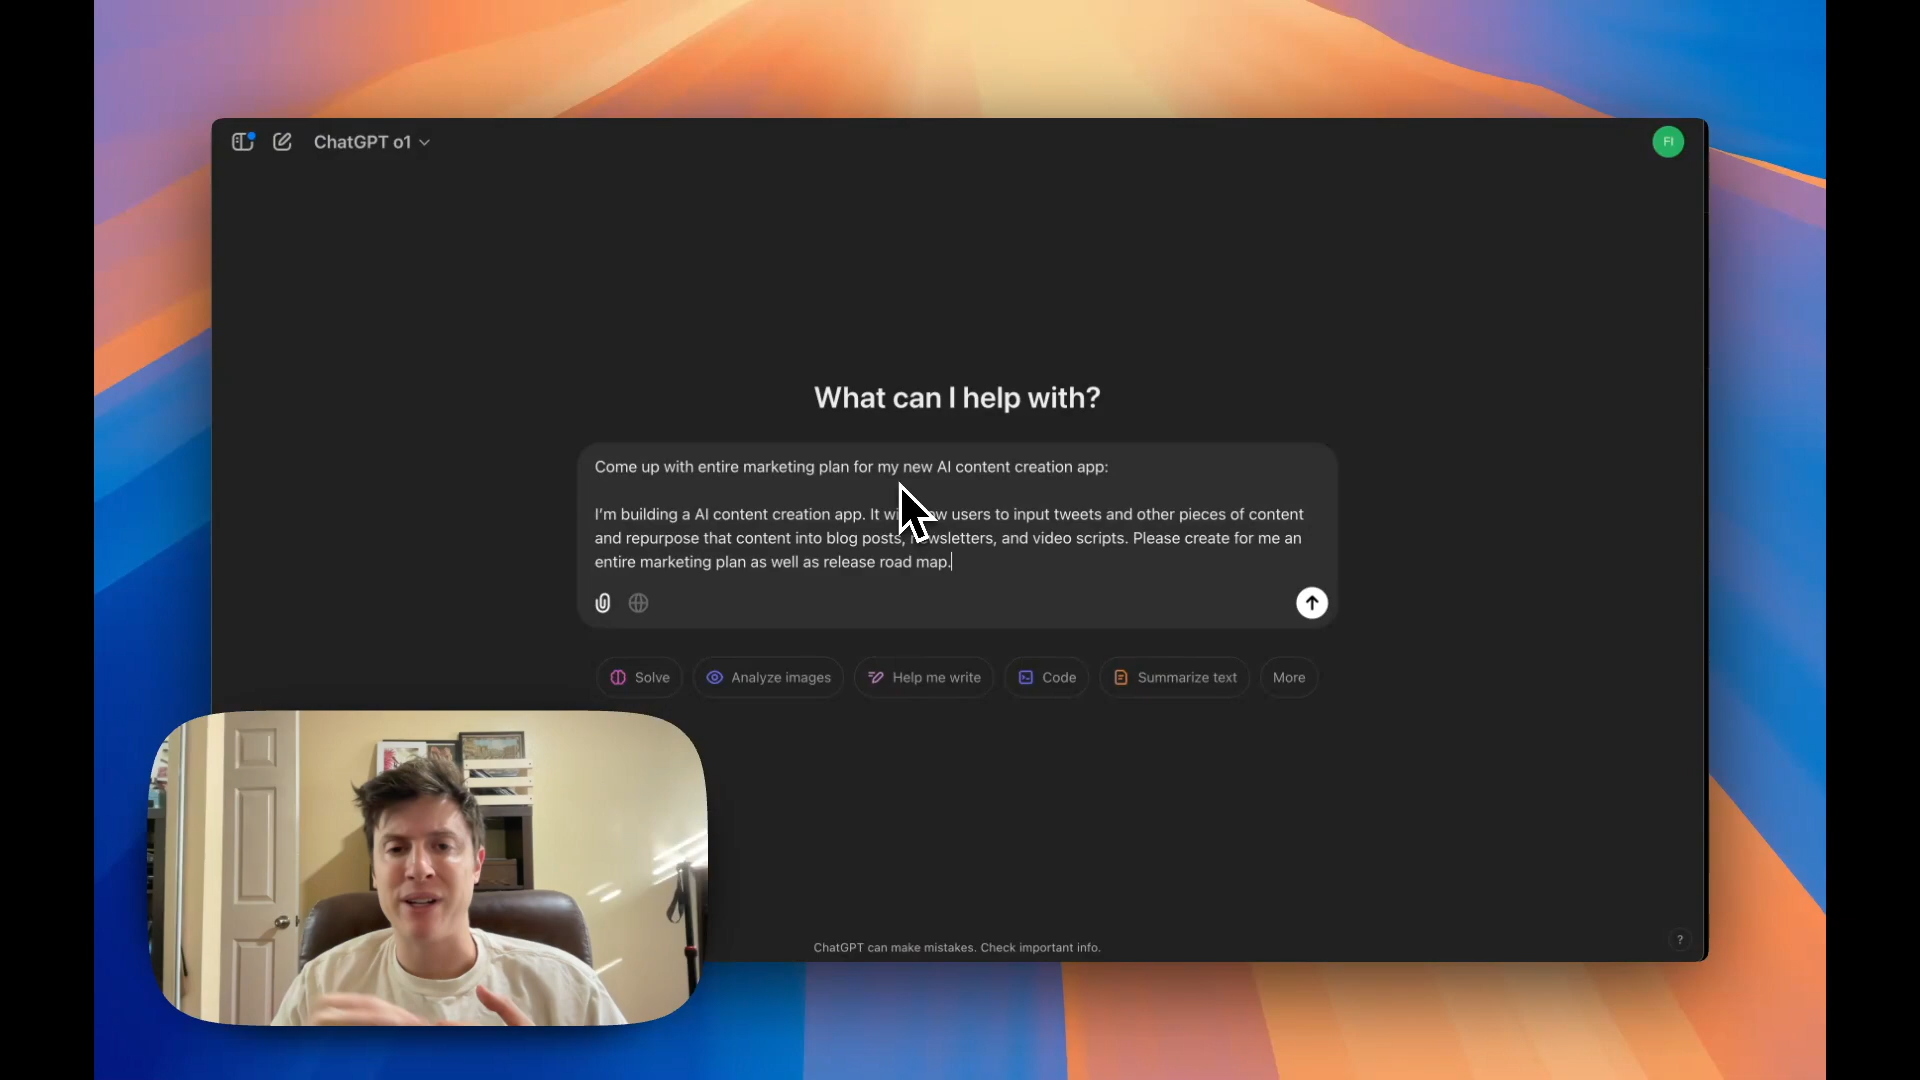 ChatGPT o1
FI
What can I help with?
Come up with entire marketing plan for my new AI content creation app:
I'm building a AI content creation app. It users to input tweets and other pieces of content
and repurpose that content into blog posts, and video scripts. Please create for me an
entire marketing plan as well as release road map.
Solve
Analyze images
Help me write
Code
Summarize text
More
ChatGPT can make mistakes. Check important info.
?